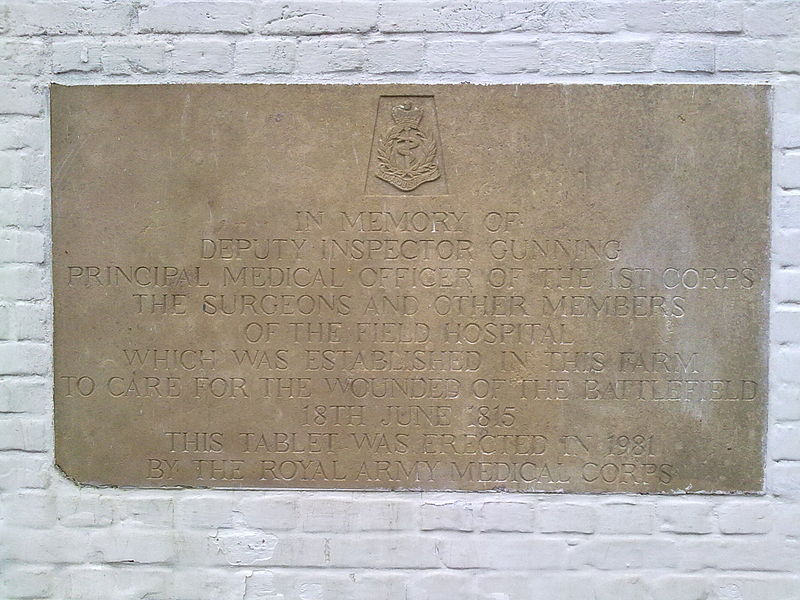 IN MEMORY OF
DEPUTY INSPECTOR GUNNING
PRINCIPAL MEDICAL OFFICER OF THE 1ST CORPS
THE SURGEONS AND OTHER MEMBERS
OF THE FIELD HOSPITAL
WHICH WAS ESTABLISHED IN THIS FARM
TO CARE FOR THE WOUNDED OF THE BATTLEFIELD
18TH JUNE 1815
THIS TABLET WAS ERECTED IN 1981
BY THE ROYAL ARMY MEDICAL CORPS